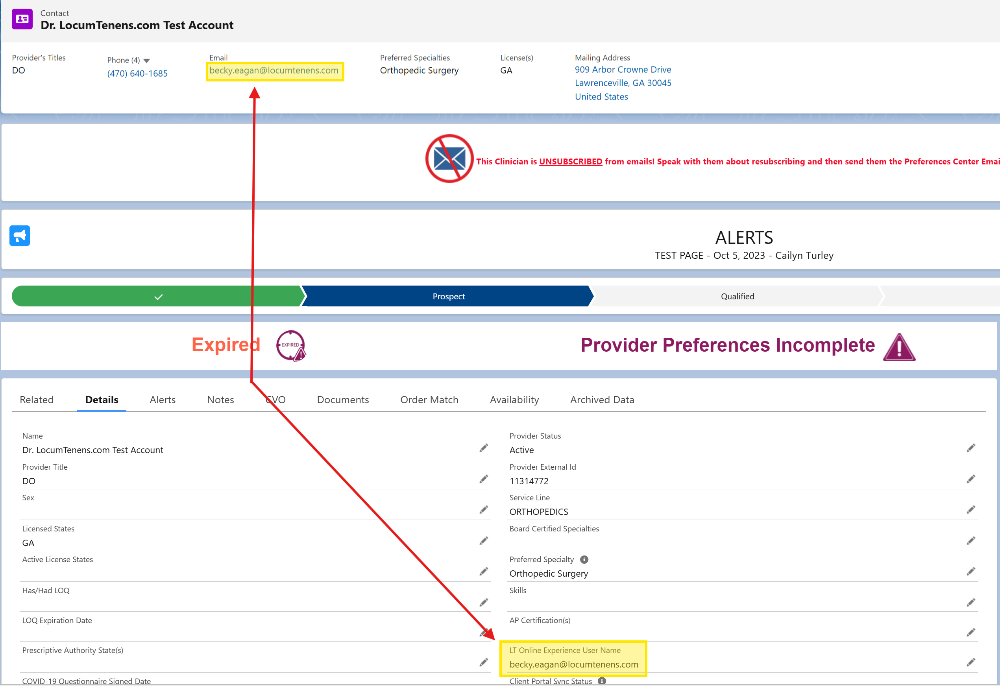 Contact
Dr. LocumTenens.com Test Account
Provider's Titles
DO
Phone (4)
(470) 640-1685
Email
becky.eagan@locumtenens.com
Preferred Specialties
Orthopedic Surgery
License(s)
GA
Mailing Address
909 Arbor Crowne Drive
Lawrenceville, GA 30045
United States
This Clinician is UNSUBSCRIBED from emails! Speak with them about resubscribing and then send them the Preferences Center Emai
ALERTS
TEST PAGE - Oct 5, 2023 - Cailyn Turley
Prospect
Qualified
Expired
EXPIRED
Provider Preferences Incomplete
Related Details Alerts Notes CVO Documents Order Match Availability Archived Data
Name
Dr. LocumTenens.com Test Account
Provider Status
Active
Provider Title
DO
Provider External Id
11314772
Sex
Service Line
ORTHOPEDICS
Licensed States
GA
Board Certified Specialties
Active License States
Preferred Specialty
Orthopedic Surgery
Has/Had LOQ
Skills
LOQ Expiration Date
AP Certification(s)
Prescriptive Authority State(s)
LT Online Experience User Name
becky.eagan@locumtenens.com
COVID-19 Questionnaire Signed Date
Client Portal Sync Status